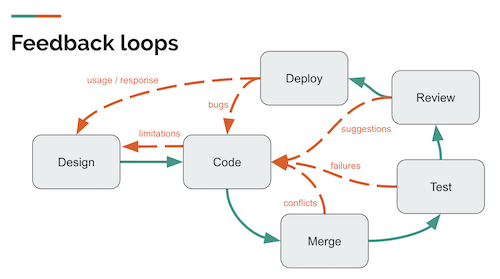 Feedback loops
Deploy
usage / response
Review
bugs
suggestions
limitations
Design
Code
failures
Test
conflicts
Merge